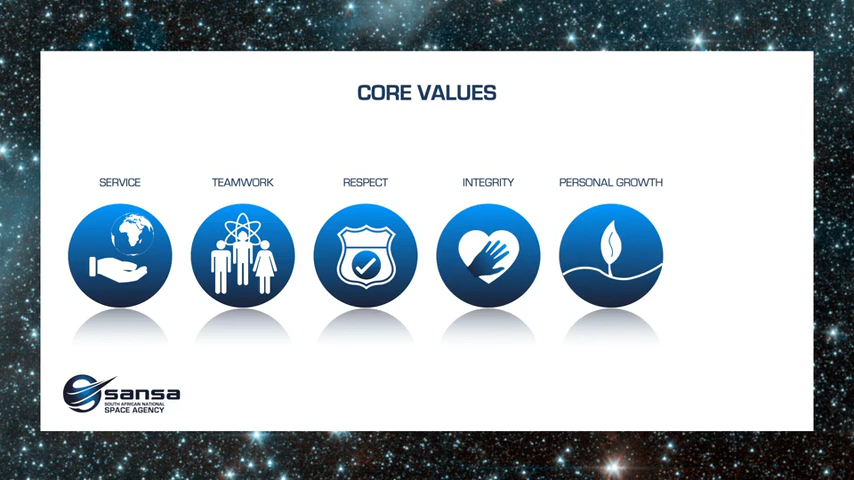 CORE VALUES
SERVICE
TEAMWORK
RESPECT
INTEGRITY
PERSONAL GROWTH
sansa
SOUTH AFRICAN NATIONAL
SPACE AGENCY